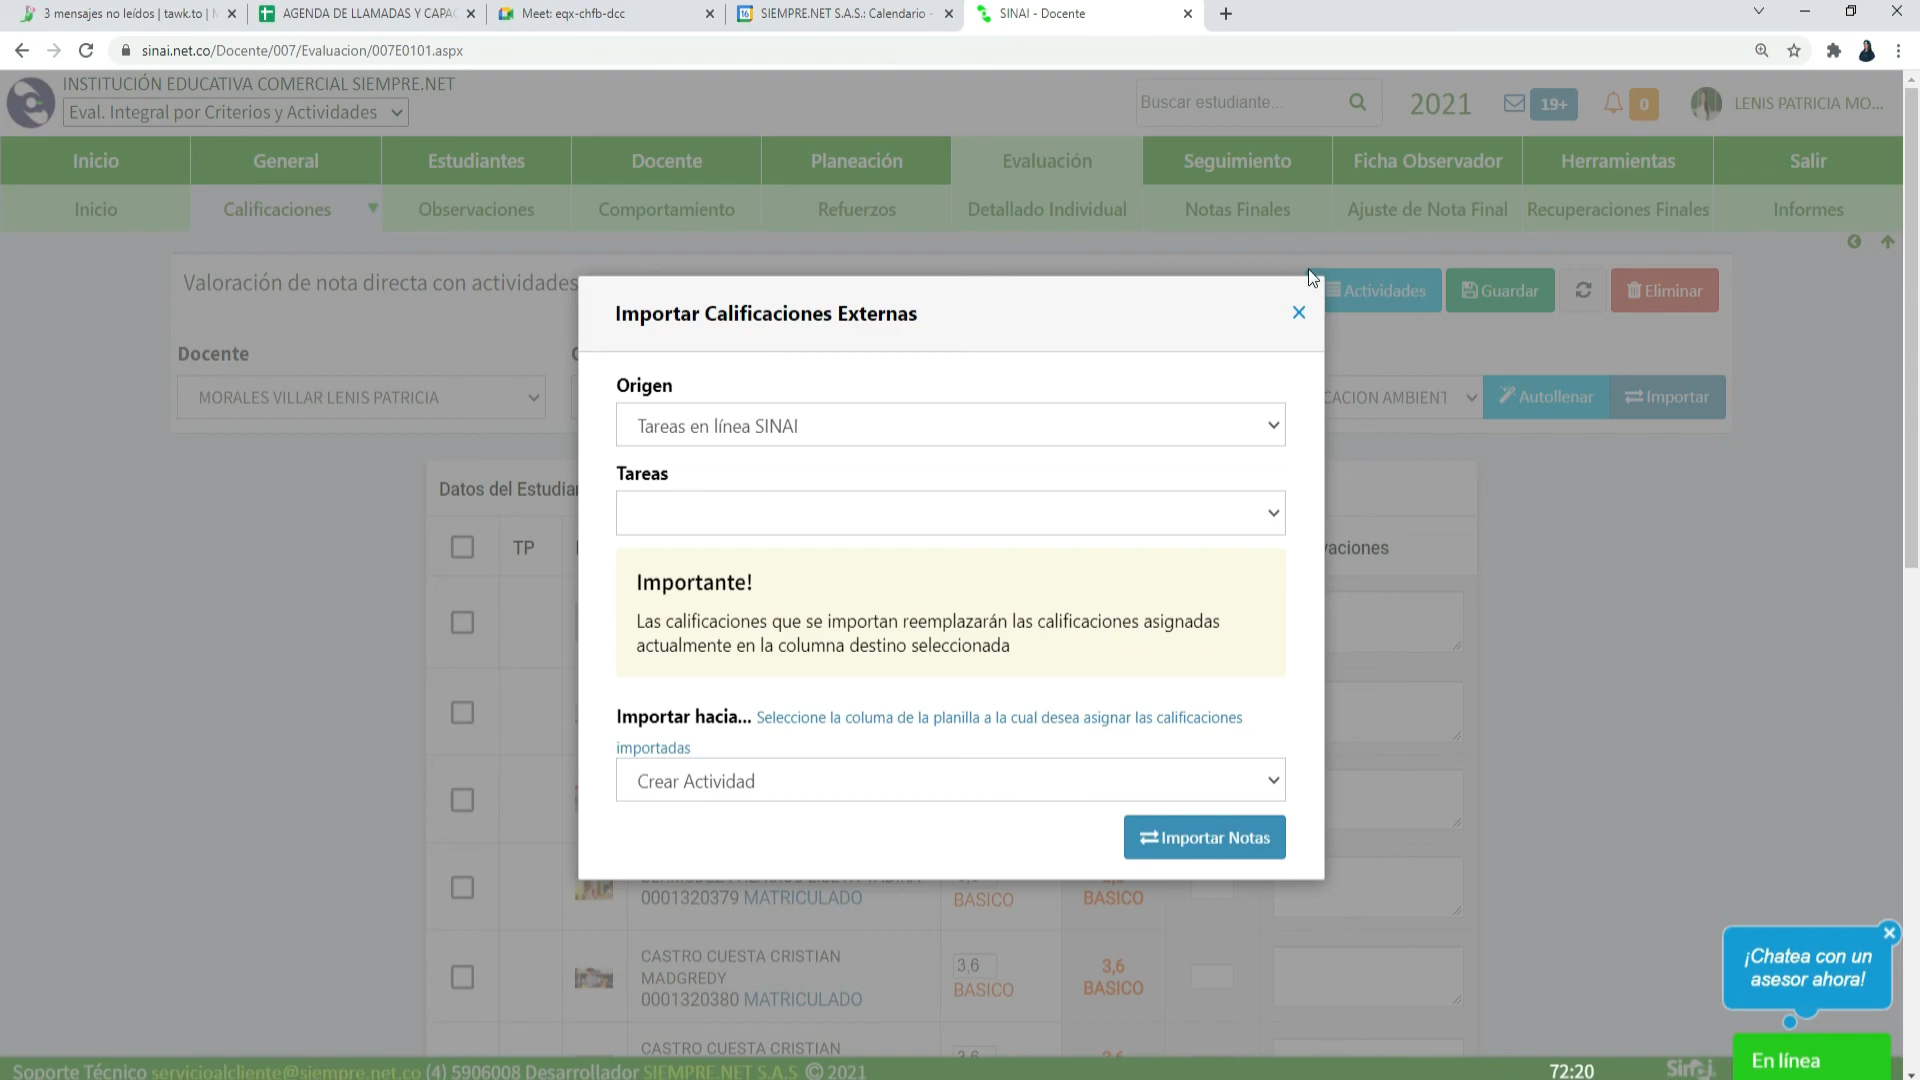 3 mensajes no leídos | tawk.to |
AGENDA DE LLAMADAS Y CAPAC
Meet: eqx-chfb-dcc
SIEMPRE.NET S.A.S.: Calendario -
SINAI - Docente
sinai.net.co/Docente/007/Evaluacion/007E0101.aspx
INSTITUCIÓN EDUCATIVA COMERCIAL SIEMPRE.NET
Eval. Integral por Criterios y Actividades
Buscar estudiante...
2021
19+
0
LENIS PATRICIA MO...
Inicio General Estudiantes Docente Planeación Evaluación Seguimiento Ficha Observador Herramientas Salir
Inicio Calificaciones Observaciones Comportamiento Refuerzos Detallado Individual Notas Finales Ajuste de Nota Final Recuperaciones Finales Informes
Valoración de nota directa con actividades
Actividades Guardar Eliminar
Docente
MORALES VILLAR LENIS PATRICIA
CACION AMBIENT
Autollenar Importar
Datos del Estudian
TP
vaciones
Importar Calificaciones Externas
Origen
Tareas en línea SINAI
Tareas
Importante!
Las calificaciones que se importan reemplazarán las calificaciones asignadas
actualmente en la columna destino seleccionada
Importar hacia... Seleccione la columa de la planilla a la cual desea asignar las calificaciones
importadas
Crear Actividad
Importar Notas
0001320379 MATRICULADO
BASICO
BASICO
CASTRO CUESTA CRISTIAN
MADGREDY
0001320380 MATRICULADO
3,6
BASICO
3,6
BASICO
CASTRO CUESTA CRISTIAN
¡Chatea con un
asesor ahora!
En línea
Soporte Técnico servicioalcliente@siempre.net.co (4) 5906008 Desarrollador SIEMPRE.NET S.A.S © 2021
72:20
Sinai